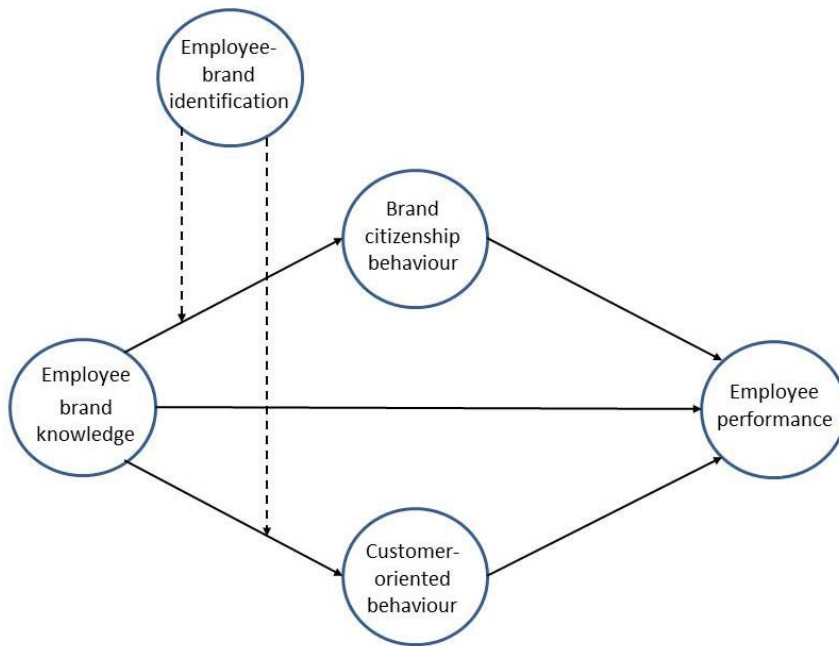 Employee-
brand
identification
Brand
citizenship
behaviour
Employee
brand
knowledge
Employee
performance
Customer-
oriented
behaviour